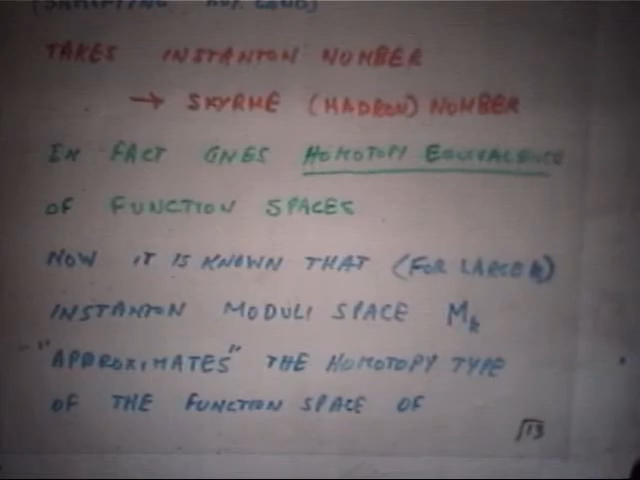 TAKES INSTANTON NUMBER
→ SKYRME (HADRON) NUMBER
IN FACT GIVES HOMOTOPY EQUIVALENCE
OF FUNCTION SPACES
NOW IT IS KNOWN THAT (FOR LARGE k)
INSTANTON MODULI SPACE Mk
"APPROXIMATES" THE HOMOTOPY TYPE
OF THE FUNCTION SPACE OF
13